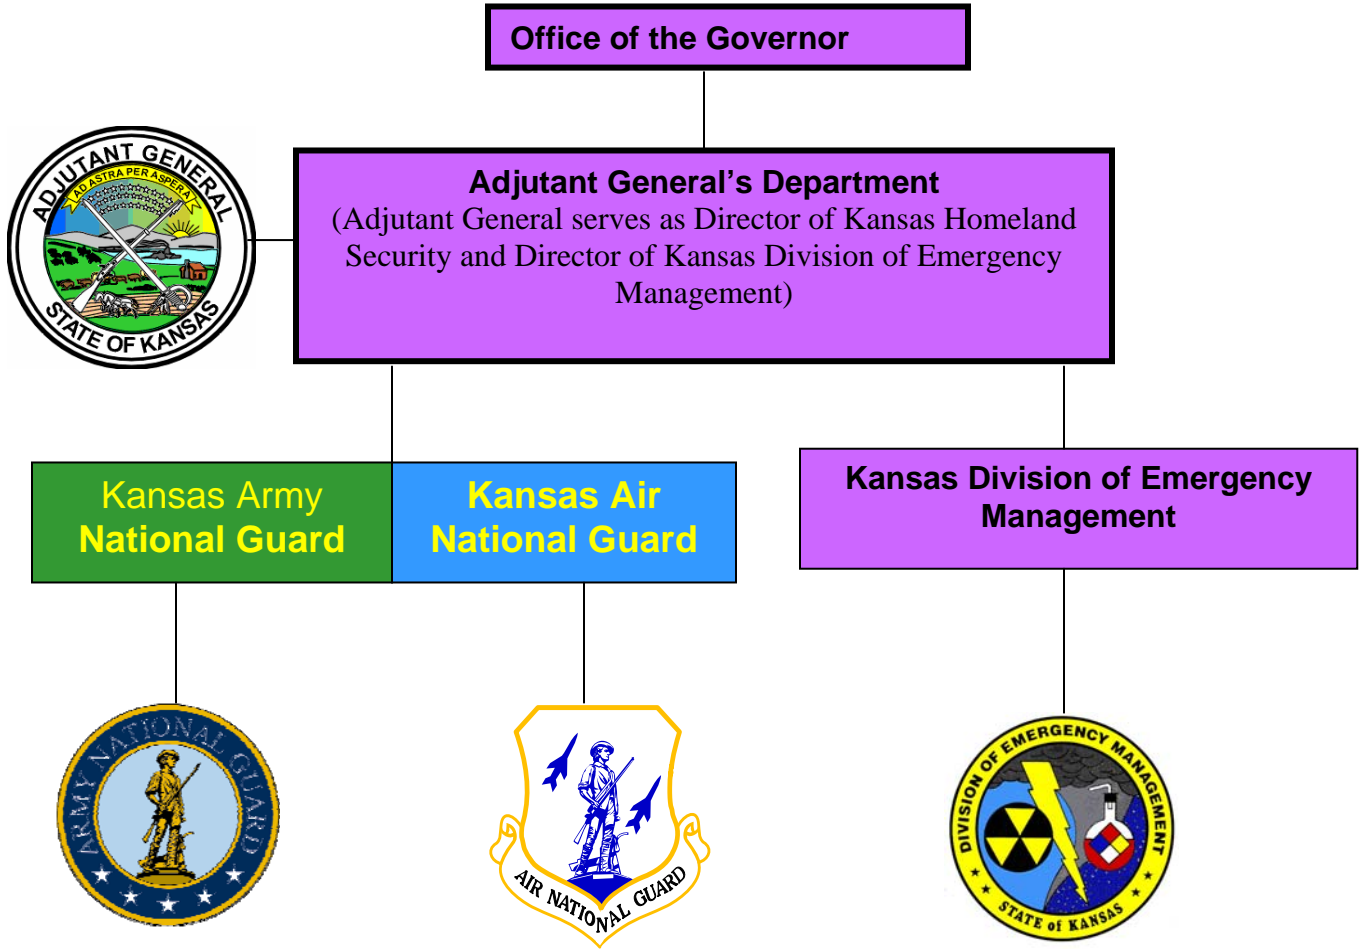 Office of the Governor
ADJUTANT GENERAL
AD ASTRA PER ASPERA
STATE OF KANSAS
Adjutant General's Department
(Adjutant General serves as Director of Kansas Homeland
Security and Director of Kansas Division of Emergency
Management)
Kansas Army
National Guard
Kansas Air
National Guard
Kansas Division of Emergency
Management
ARMY NATIONAL GUARD
AIR NATIONAL GUARD
DIVISION OF EMERGENCY MANAGEMENT
STATE of KANSAS